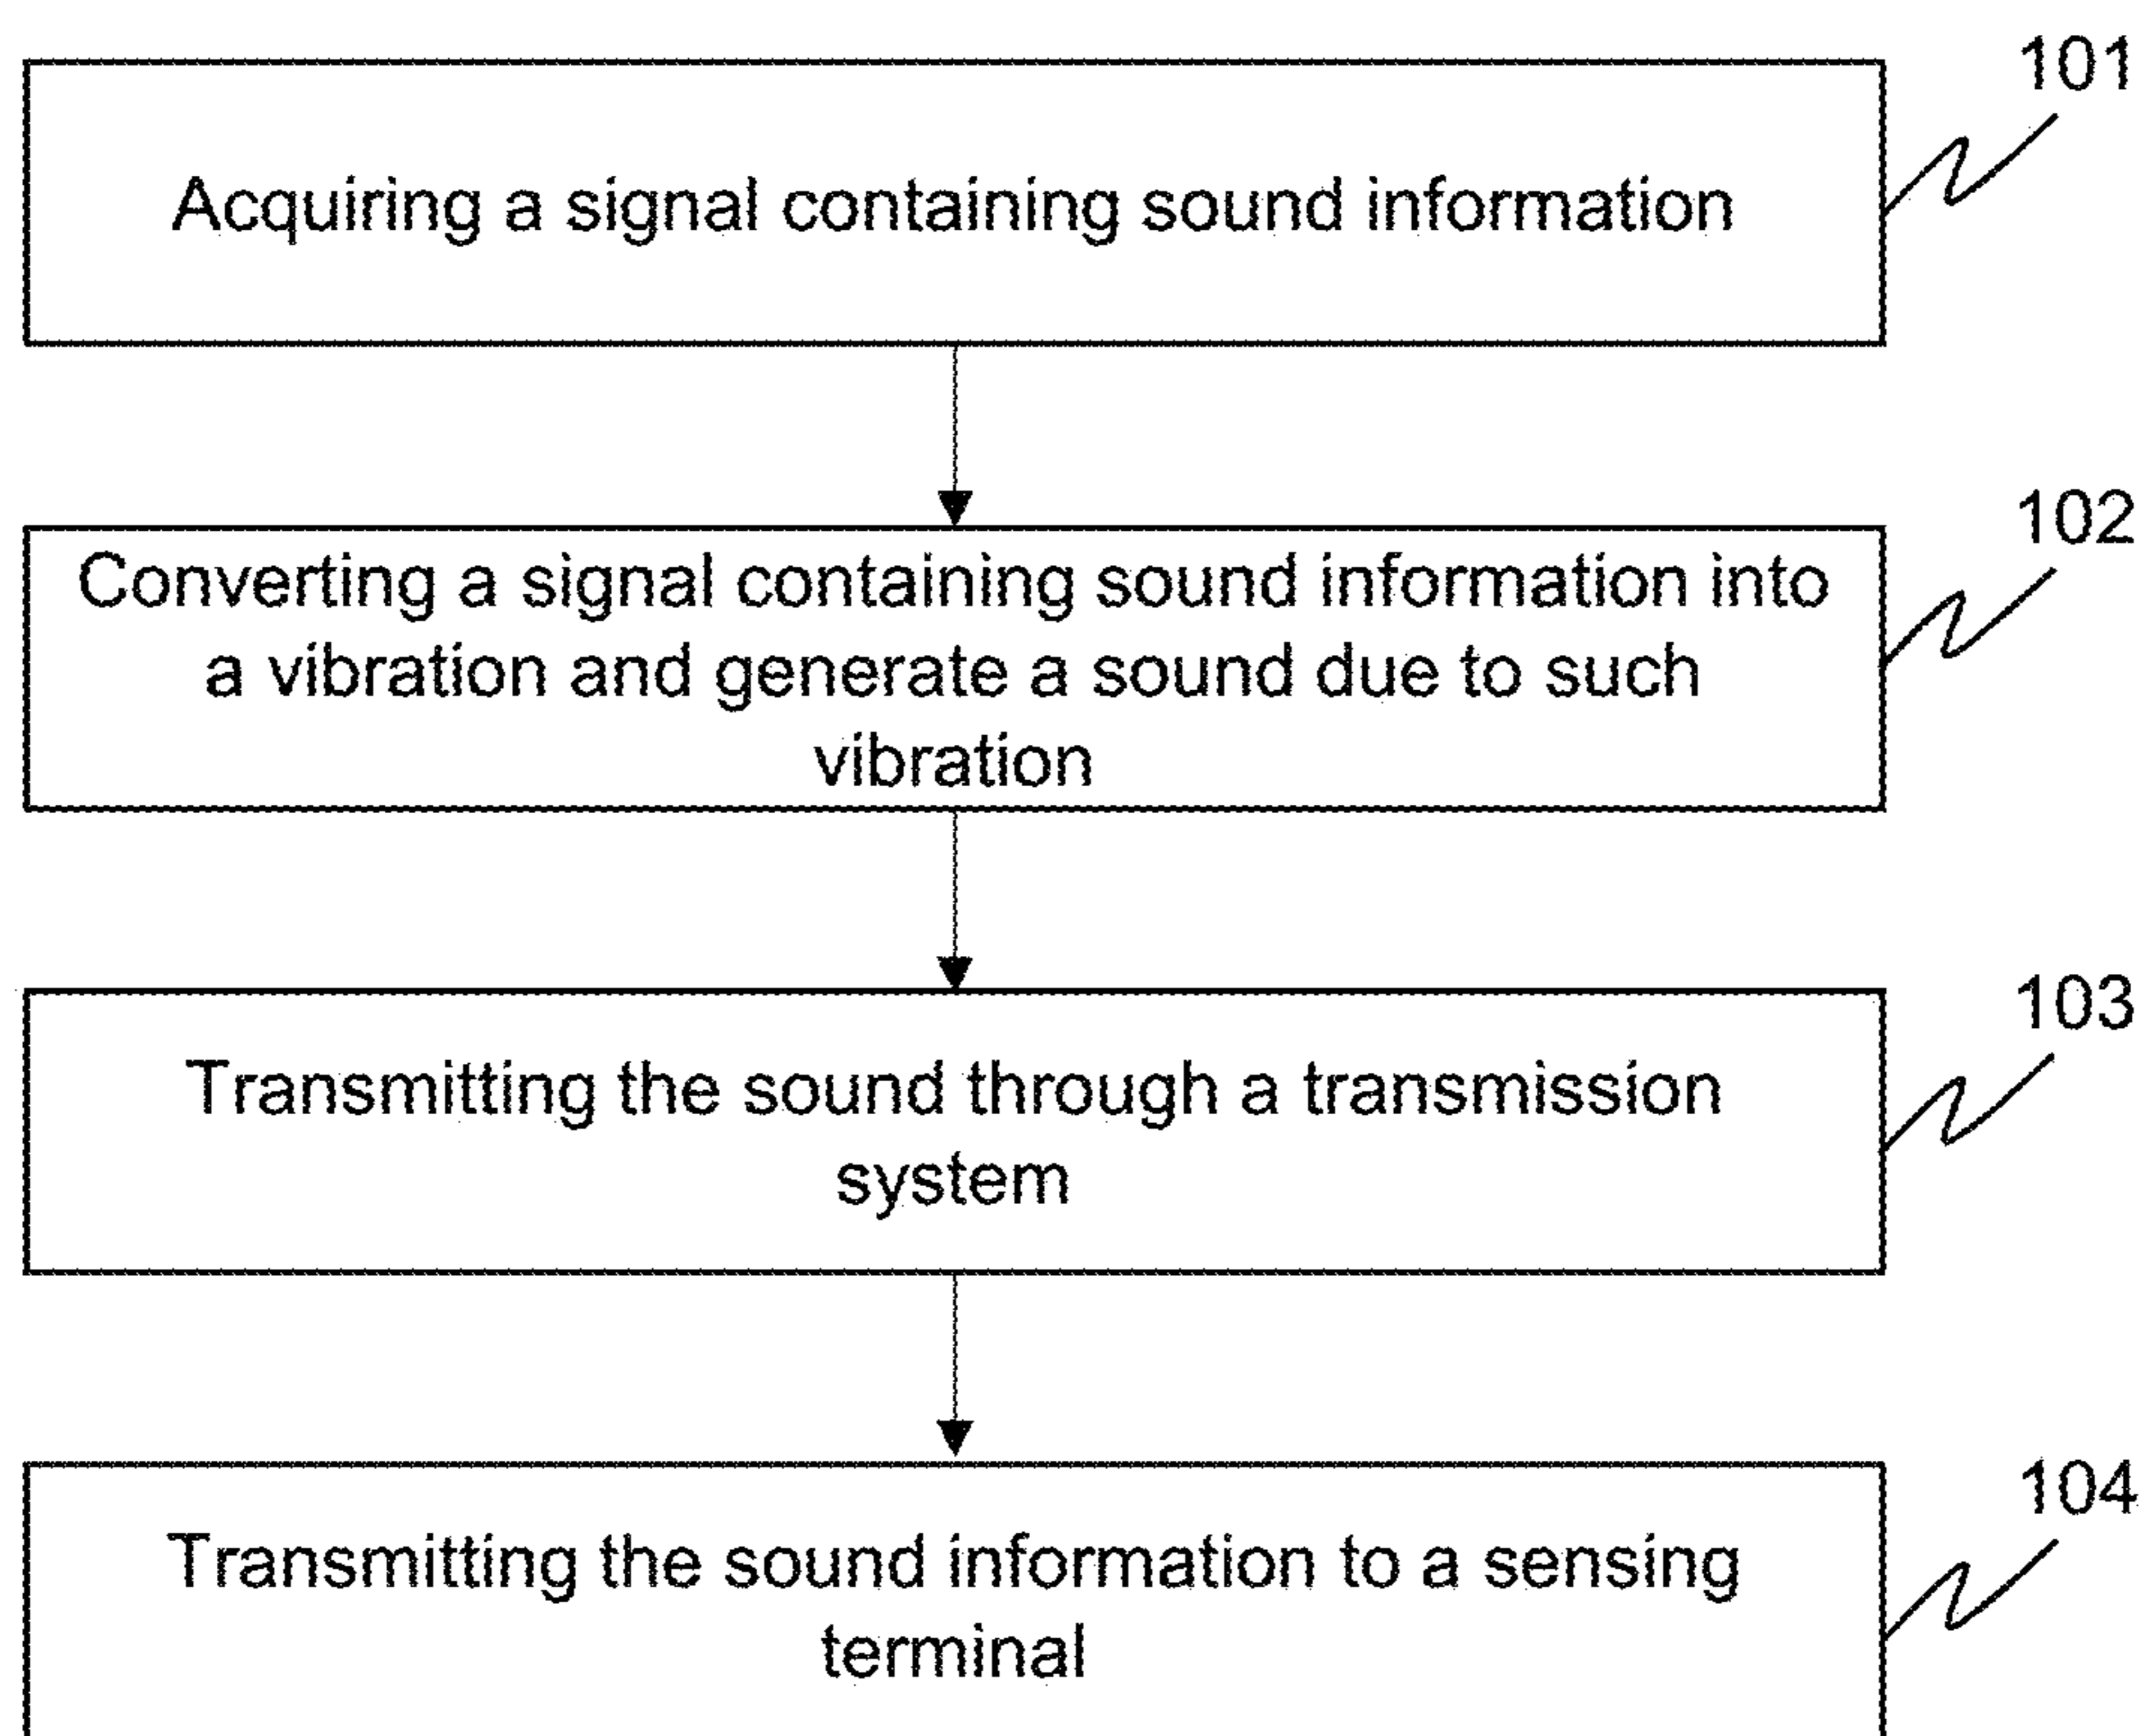 101
Acquiring a signal containing sound information
102
Converting a signal containing sound information into
a vibration and generate a sound due to such
vibration
103
Transmitting the sound through a transmission
system
104
Transmitting the sound information to a sensing
terminal